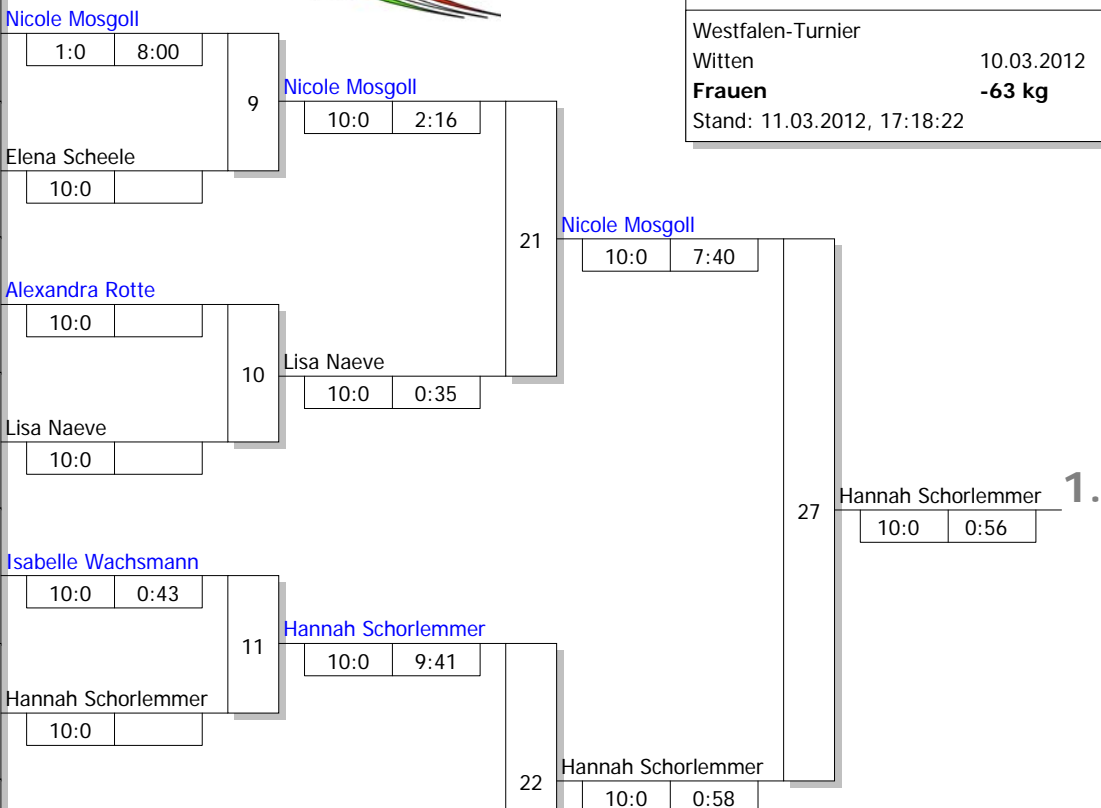 Westfalen-Turnier
Witten 10.03.2012
Frauen -63 kg
Stand: 11.03.2012, 17:18:22
Nicole Mosgoll
1:0 8:00
9
Nicole Mosgoll
10:0 2:16
Elena Scheele
10:0
21
Nicole Mosgoll
10:0 7:40
Alexandra Rotte
10:0
10
Lisa Naeve
10:0 0:35
Lisa Naeve
10:0
27
Hannah Schorlemmer 1.
10:0 0:56
Isabelle Wachsmann
10:0 0:43
11
Hannah Schorlemmer
10:0 9:41
Hannah Schorlemmer
10:0
22
Hannah Schorlemmer
10:0 0:58